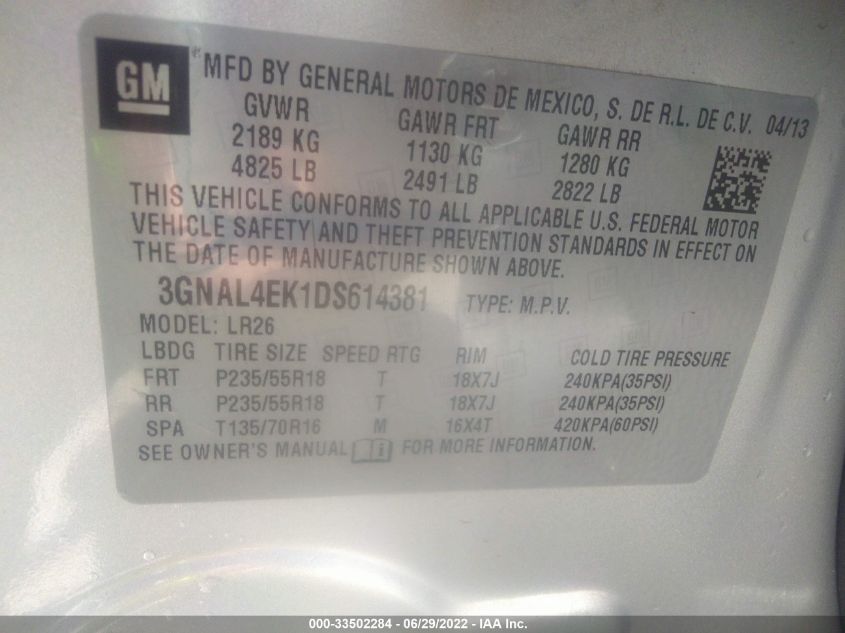 GM
MFD BY GENERAL MOTORS DE MEXICO, S. DE R.L. DE C.V. 04/13
GVWR GAWR FRT GAWR RR
2189 KG 1130 KG 1280 KG
4825 LB 2491 LB 2822 LB
THIS VEHICLE CONFORMS TO ALL APPLICABLE U.S. FEDERAL MOTOR
VEHICLE SAFETY AND THEFT PREVENTION STANDARDS IN EFFECT ON
THE DATE OF MANUFACTURE SHOWN ABOVE.
3GNAL4EK1DS614381 TYPE: M.P.V.
MODEL: LR26
LBDG TIRE SIZE SPEED RTG RIM COLD TIRE PRESSURE
FRT P235/55R18 T 18X7J 240KPA(35PSI)
RR P235/55R18 T 18X7J 240KPA(35PSI)
SPA T135/70R16 M 16X4T 420KPA(60PSI)
SEE OWNER'S MANUAL FOR MORE INFORMATION.
000-33502284 - 06/29/2022 - IAA Inc.